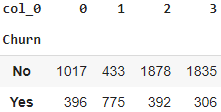 col_0 0 1 2 3
Churn
No 1017 433 1878 1835
Yes 396 775 392 306